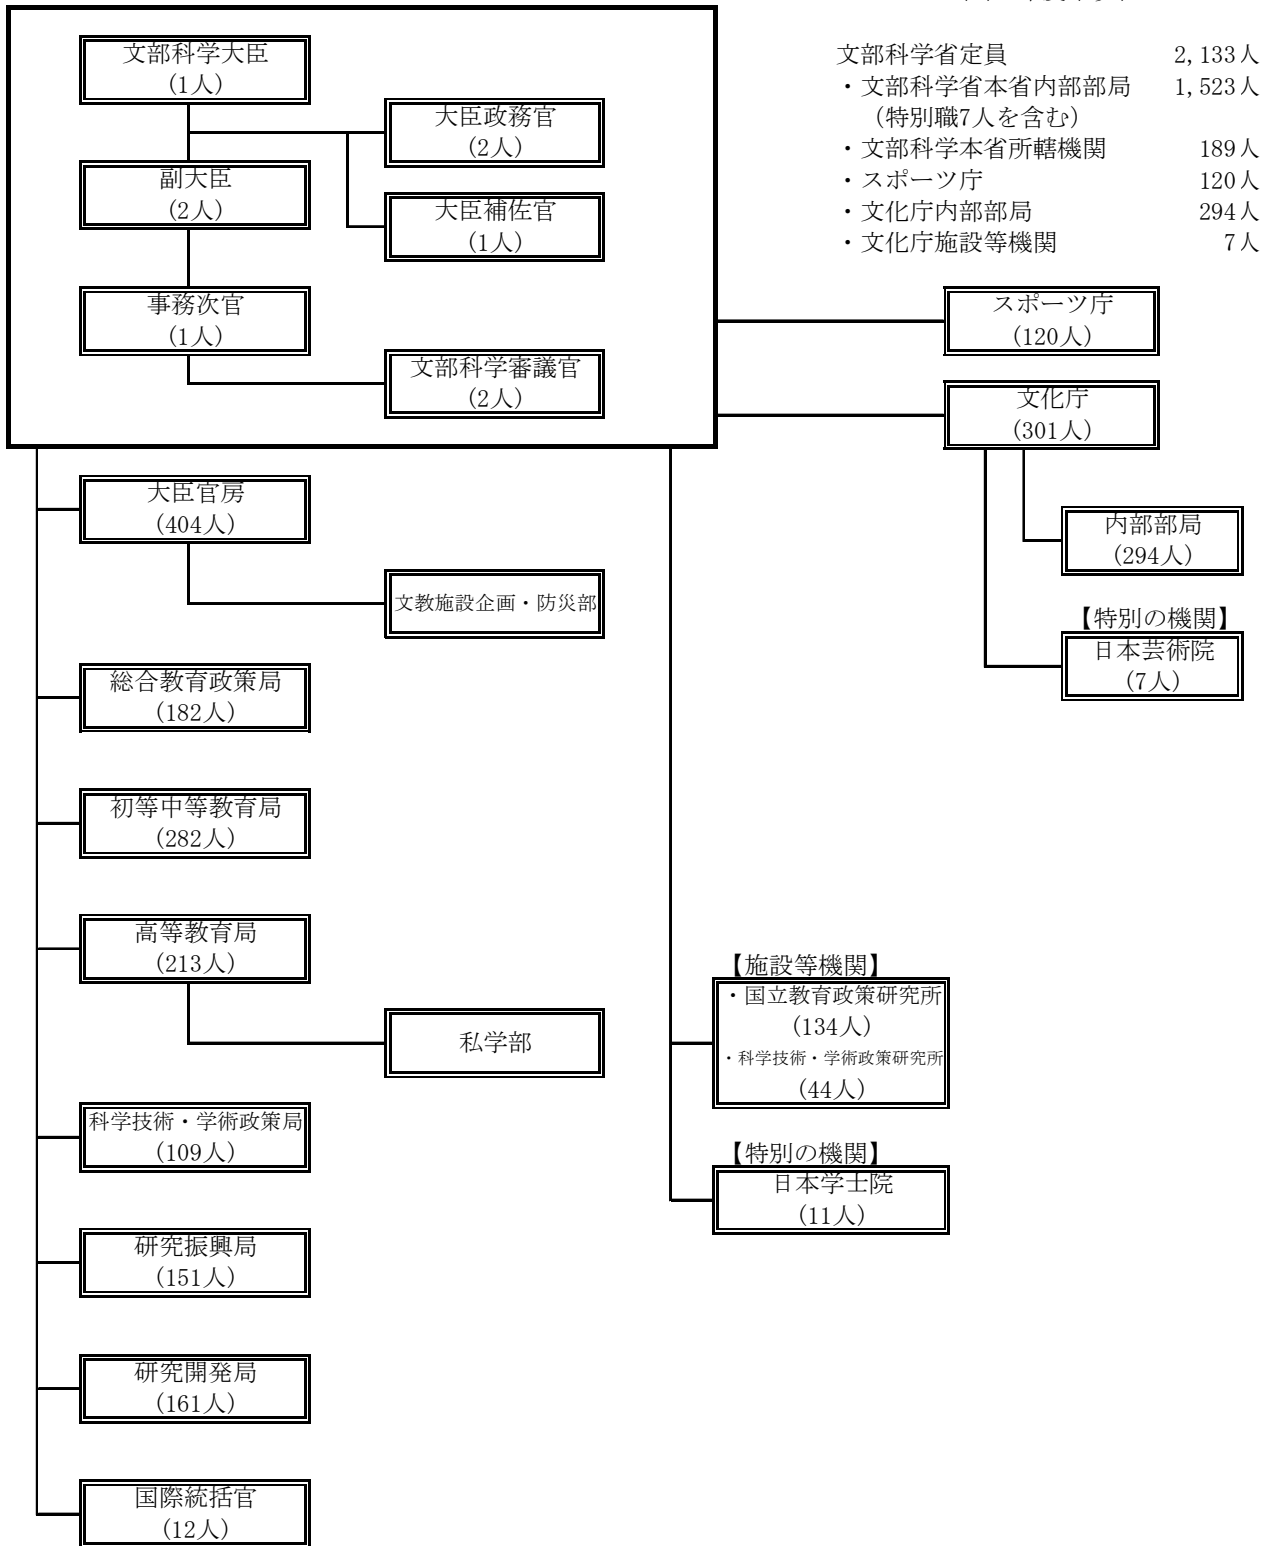 文部科学省定員 2,133人
・文部科学省本省内部部局 1,523人
(特別職7人を含む)
・文部科学本省所轄機関 189人
・スポーツ庁 120人
・文化庁内部部局 294人
・文化庁施設等機関 7人
文部科学大臣
(1人)
大臣政務官
(2人)
副大臣
(2人)
大臣補佐官
(1人)
事務次官
(1人)
文部科学審議官
(2人)
スポーツ庁
(120人)
文化庁
(301人)
内部部局
(294人)
【特別の機関】
日本芸術院
(7人)
大臣官房
(404人)
文教施設企画・防災部
総合教育政策局
(182人)
初等中等教育局
(282人)
高等教育局
(213人)
私学部
科学技術・学術政策局
(109人)
研究振興局
(151人)
研究開発局
(161人)
国際統括官
(12人)
【施設等機関】
・国立教育政策研究所
(134人)
・科学技術・学術政策研究所
(44人)
【特別の機関】
日本学士院
(11人)